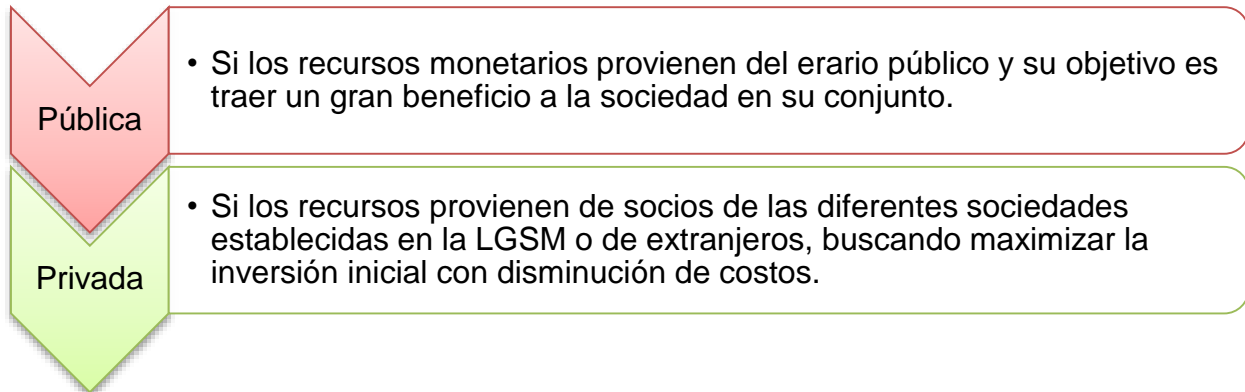 Pública
• Si los recursos monetarios provienen del erario público y su objetivo es
traer un gran beneficio a la sociedad en su conjunto.
Privada
• Si los recursos provienen de socios de las diferentes sociedades
establecidas en la LGSM o de extranjeros, buscando maximizar la
inversión inicial con disminución de costos.